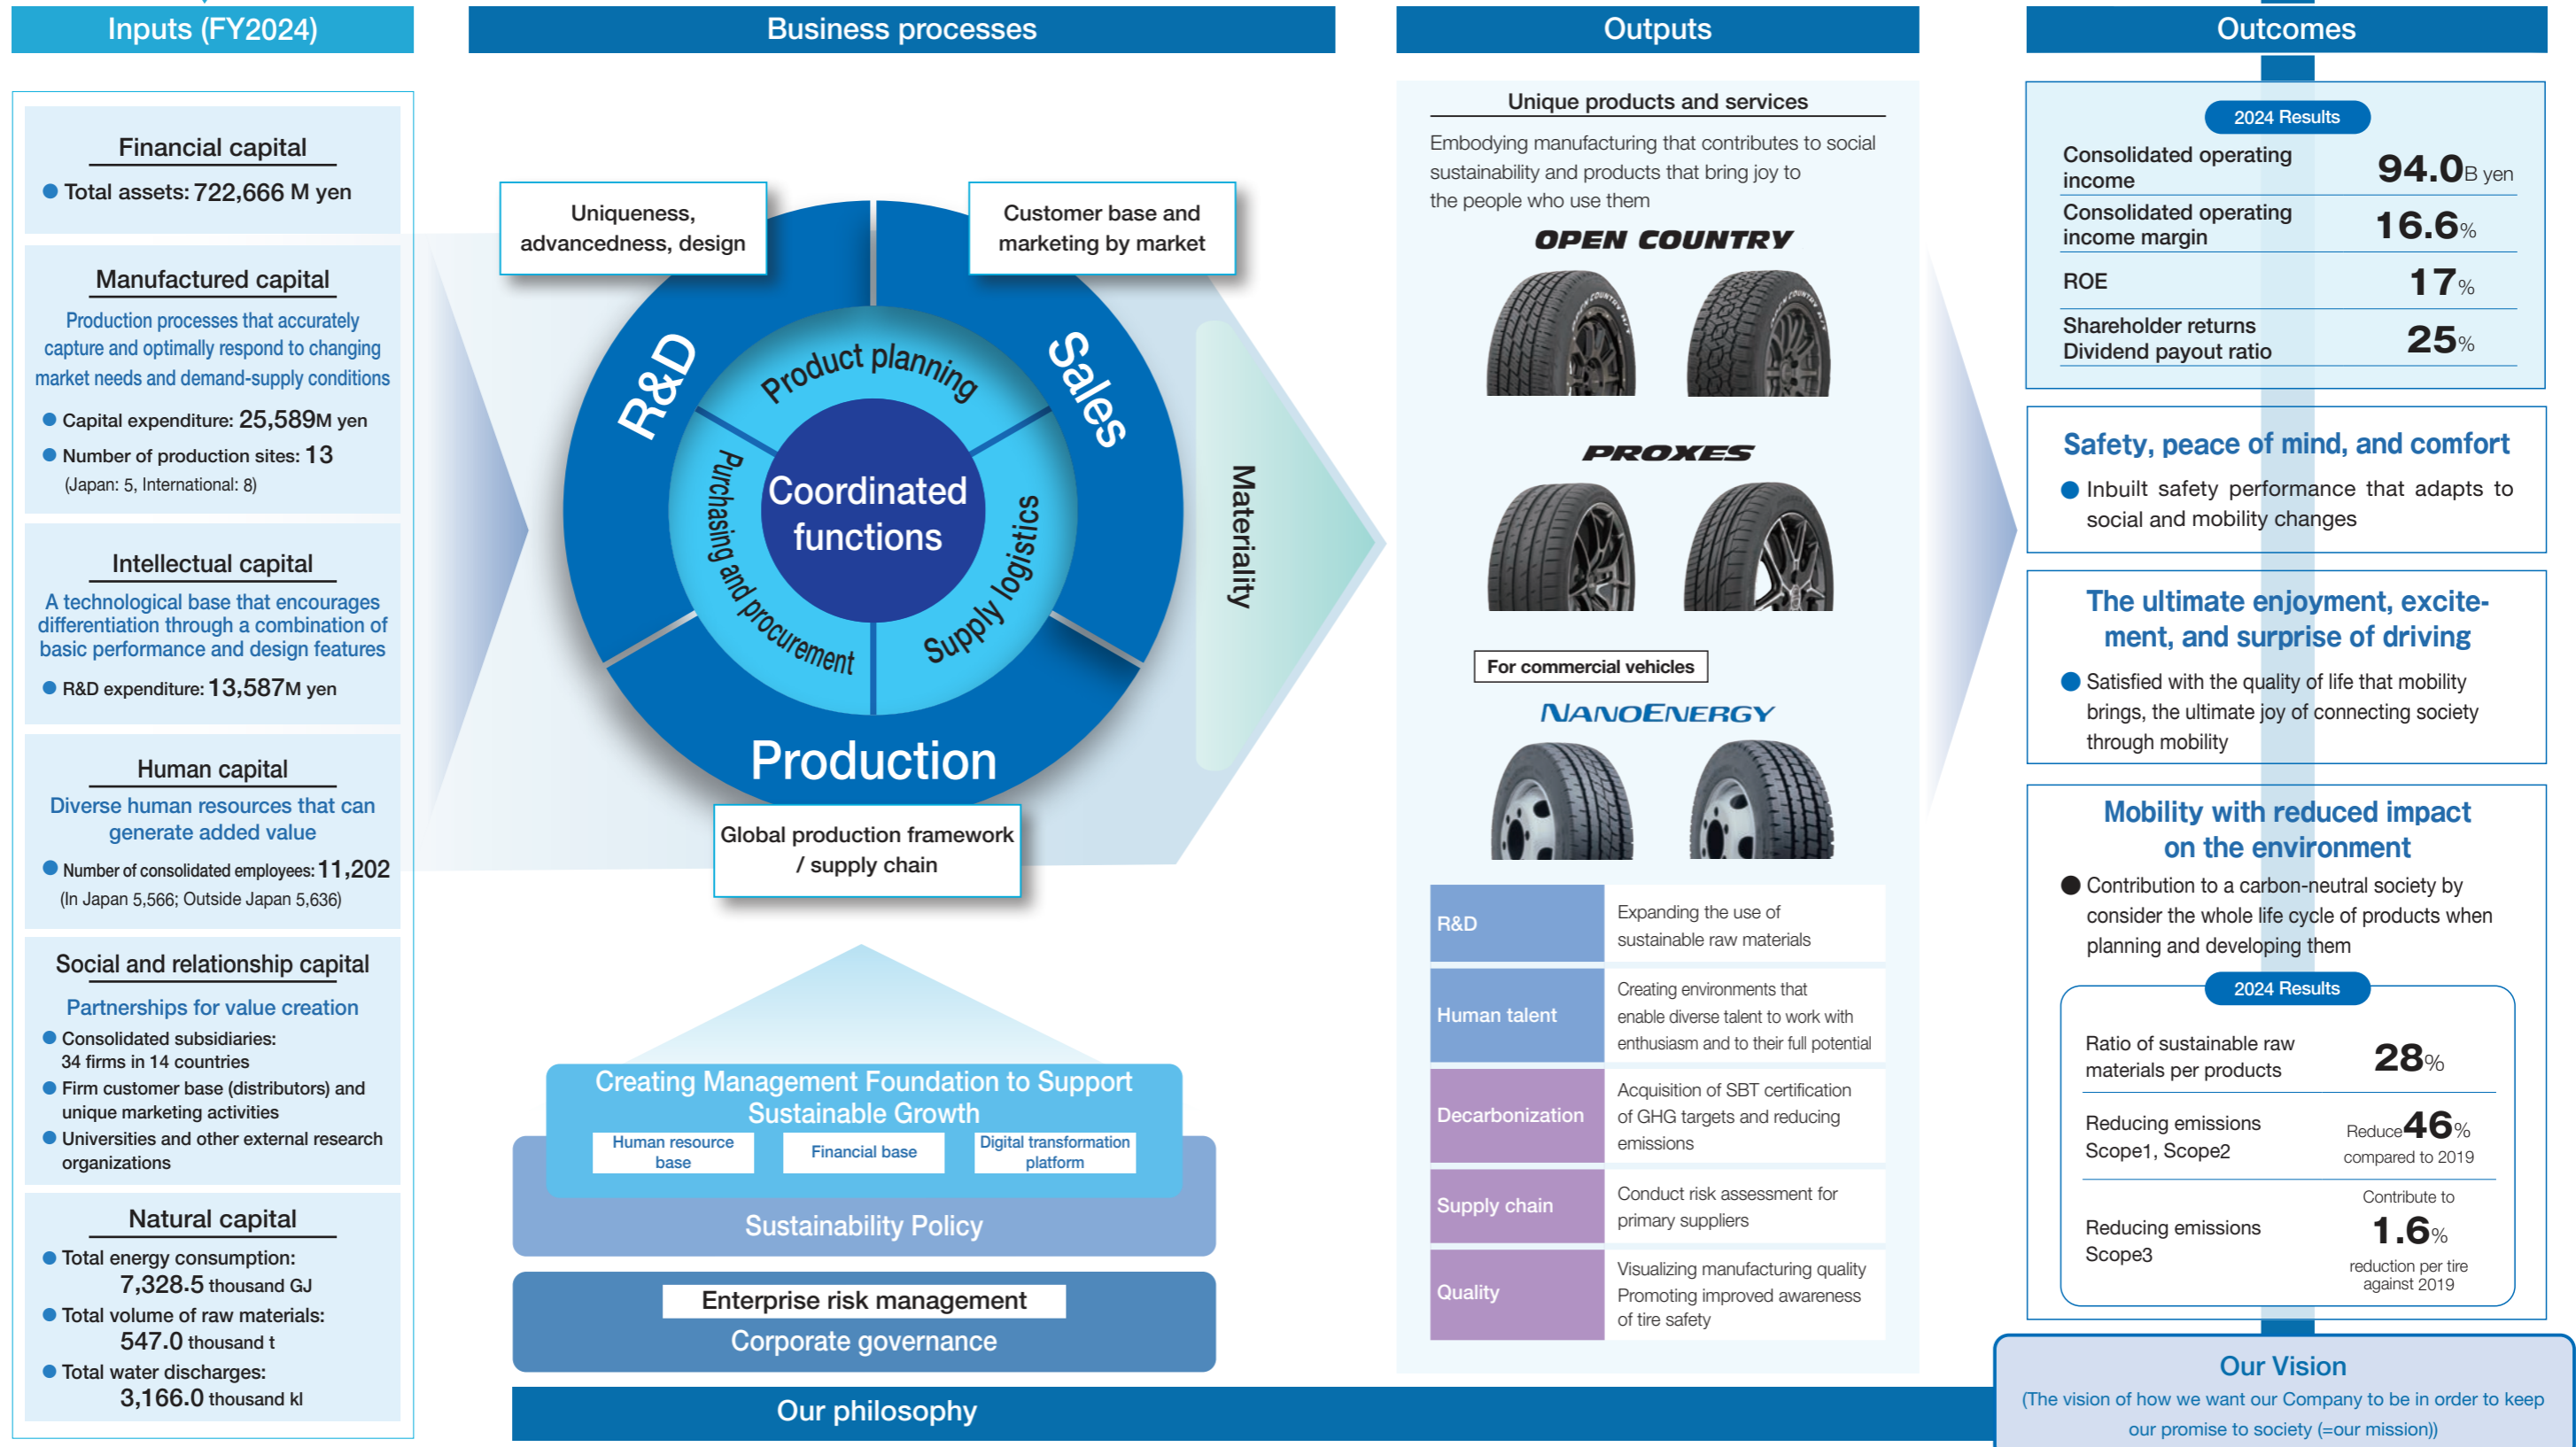 Inputs (FY2024)
Financial capital
Total assets: 722,666 M yen
Manufactured capital
Production processes that accurately
capture and optimally respond to changing
market needs and demand-supply conditions
Capital expenditure: 25,589M yen
Number of production sites: 13
(Japan: 5, International: 8)
Intellectual capital
A technological base that encourages
differentiation through a combination of
basic performance and design features
R&D expenditure: 13,587M yen
Human capital
Diverse human resources that can
generate added value
Number of consolidated employees: 11,202
(In Japan 5,566; Outside Japan 5,636)
Social and relationship capital
Partnerships for value creation
Consolidated subsidiaries:
34 firms in 14 countries
Firm customer base (distributors) and
unique marketing activities
Universities and other external research
organizations
Natural capital
Total energy consumption:
7,328.5 thousand GJ
Total volume of raw materials:
547.0 thousand t
Total water discharges:
3,166.0 thousand kl
Business processes
Uniqueness,
advancedness, design
Customer base and
marketing by market
R&D
Sales
Product planning
Purchasing and procurement
Supply logistics
Coordinated
functions
Production
Global production framework
/ supply chain
Materiality
Creating Management Foundation to Support
Sustainable Growth
Human resource
base
Financial base
Digital transformation
platform
Sustainability Policy
Enterprise risk management
Corporate governance
Our philosophy
Outputs
Unique products and services
Embodying manufacturing that contributes to social
sustainability and products that bring joy to
the people who use them
OPEN COUNTRY
PROXES
For commercial vehicles
NANOENERGY
R&D
Expanding the use of
sustainable raw materials
Human talent
Creating environments that
enable diverse talent to work with
enthusiasm and to their full potential
Decarbonization
Acquisition of SBT certification
of GHG targets and reducing
emissions
Supply chain
Conduct risk assessment for
primary suppliers
Quality
Visualizing manufacturing quality
Promoting improved awareness
of tire safety
Outcomes
2024 Results
Consolidated operating
income
94.0B yen
Consolidated operating
income margin
16.6%
ROE
17%
Shareholder returns
Dividend payout ratio
25%
Safety, peace of mind, and comfort
Inbuilt safety performance that adapts to
social and mobility changes
The ultimate enjoyment, excite-
ment, and surprise of driving
Satisfied with the quality of life that mobility
brings, the ultimate joy of connecting society
through mobility
Mobility with reduced impact
on the environment
Contribution to a carbon-neutral society by
consider the whole life cycle of products when
planning and developing them
2024 Results
Ratio of sustainable raw
materials per products
28%
Reducing emissions
Scope1, Scope2
Reduce46%
compared to 2019
Reducing emissions
Scope3
Contribute to
1.6%
reduction per tire
against 2019
Our Vision
(The vision of how we want our Company to be in order to keep
our promise to society (=our mission))